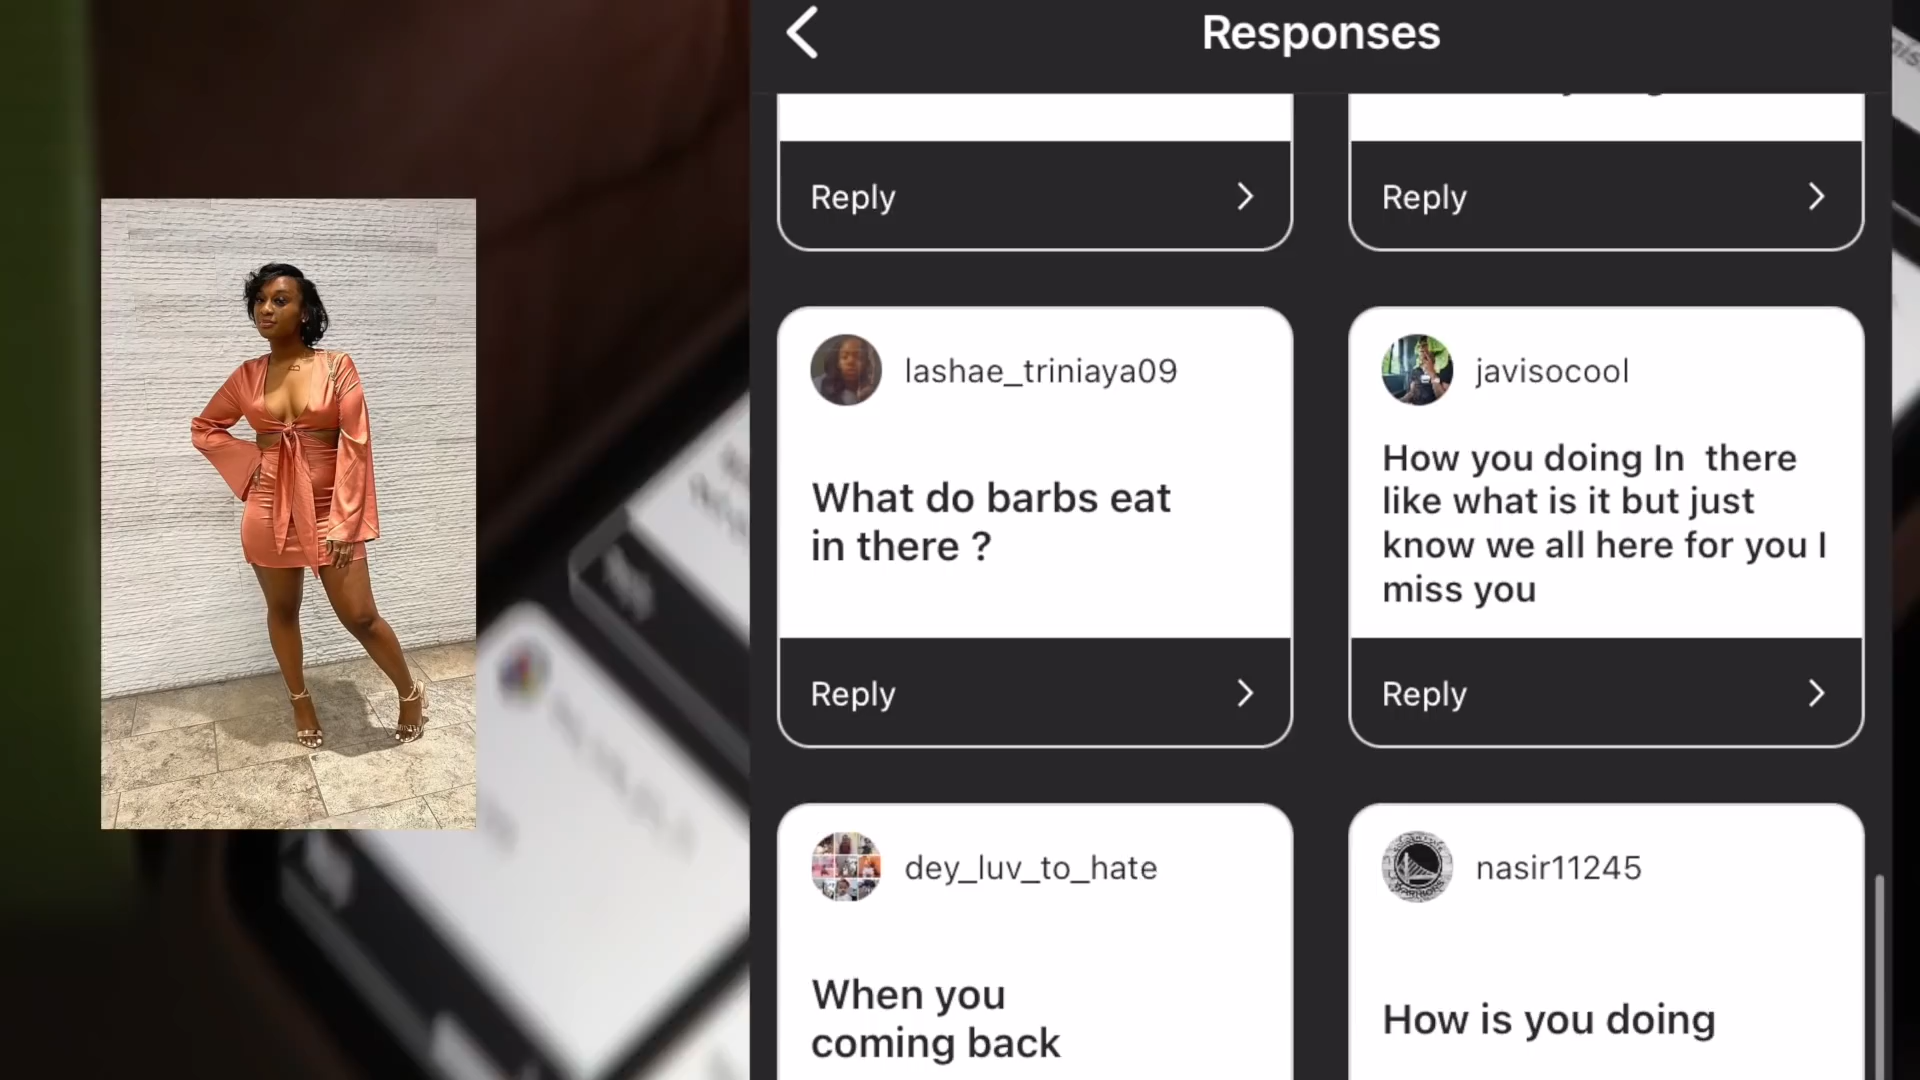 Responses
Reply
Reply
lashae_triniaya09
What do barbs eat
in there ?
Reply
javisocool
How you doing In  there
like what is it but just
know we all here for you I
miss you
Reply
dey_luv_to_hate
When you
coming back
nasir11245
How is you doing